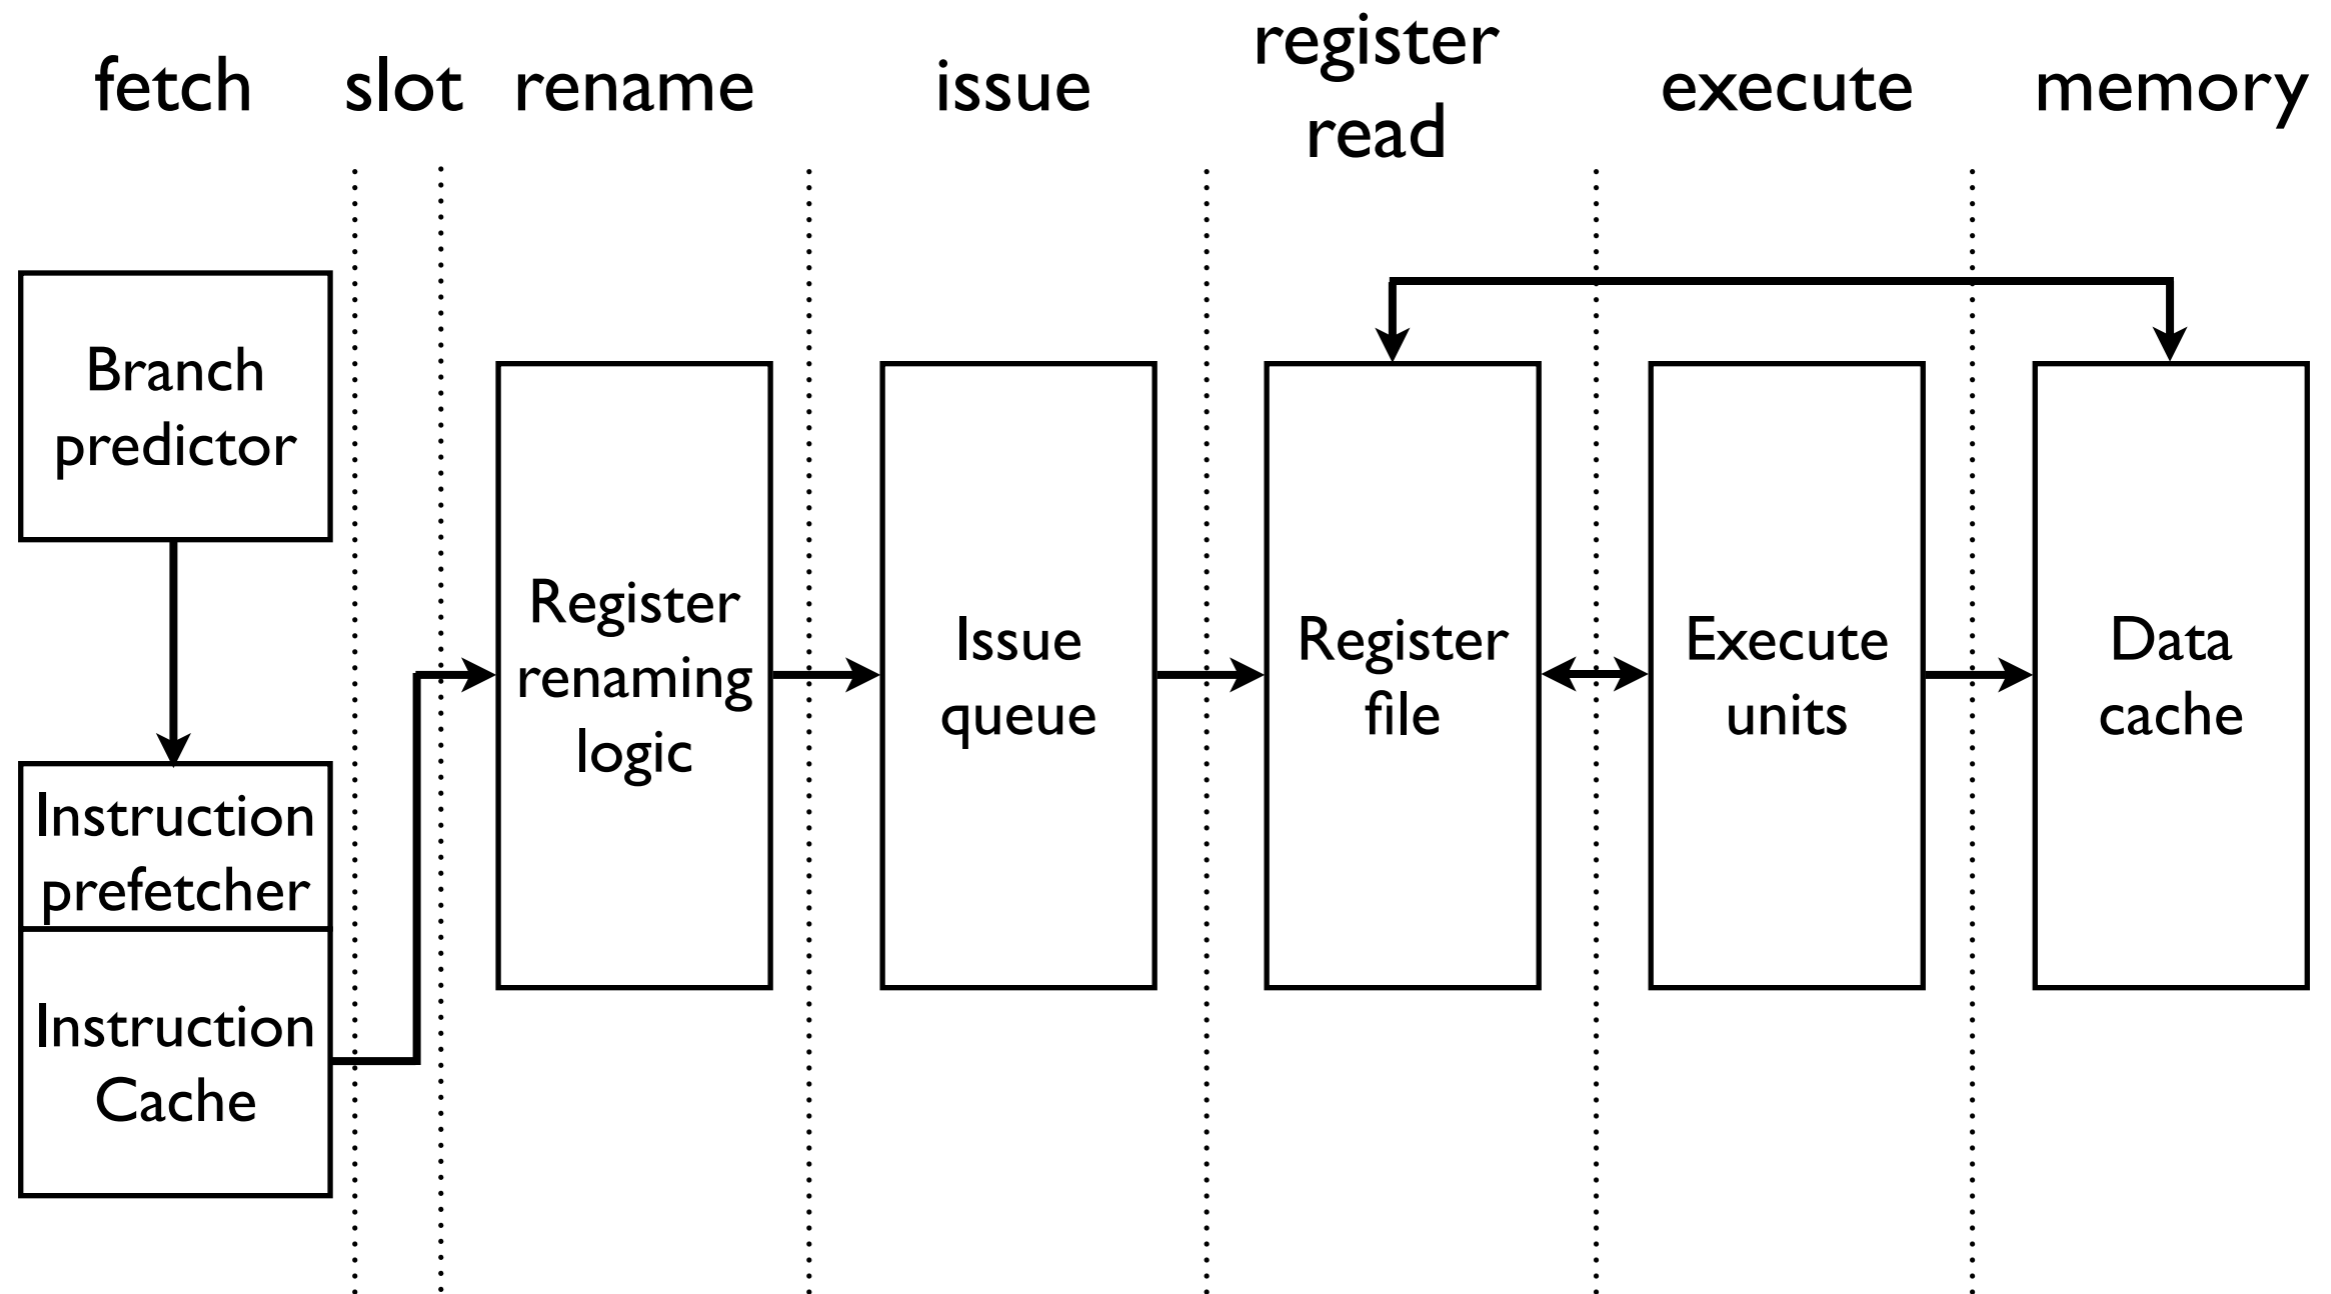 fetch
slot
rename
issue
register
read
execute
memory
Branch
predictor
Instruction
prefetcher
Instruction
Cache
Register
renaming
logic
Issue
queue
Register
file
Execute
units
Data
cache